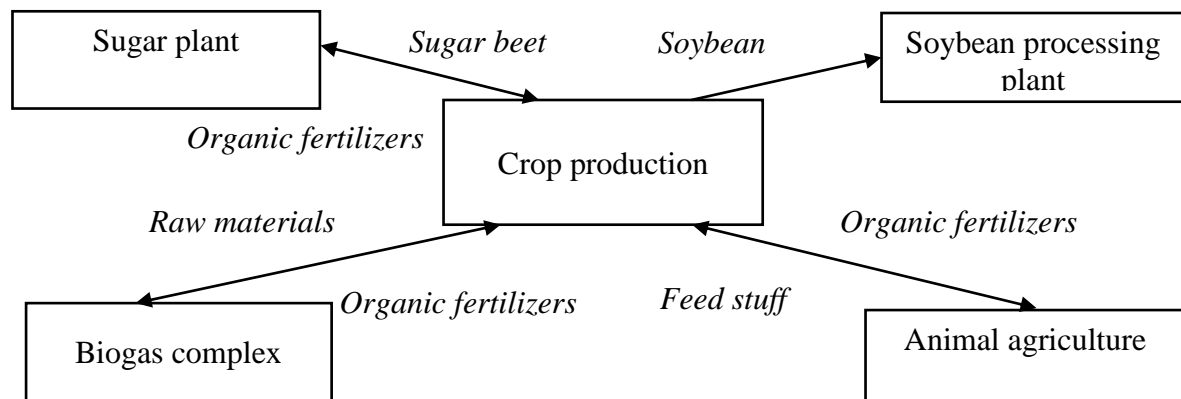 Sugar plant
Sugar beet
Soybean
Soybean processing
plant
Organic fertilizers
Crop production
Raw materials
Organic fertilizers
Organic fertilizers
Feed stuff
Biogas complex
Animal agriculture